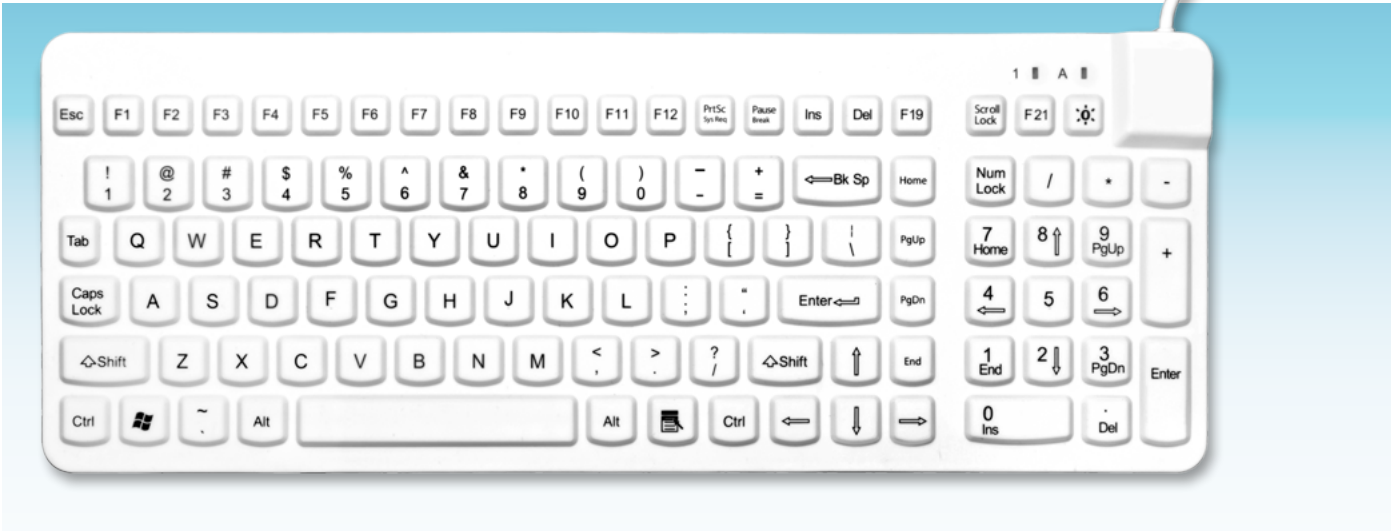 1 A
Esc F1 F2 F3 F4 F5 F6 F7 F8 F9 F10 F11 F12 PrtSc Pause Ins Del F19 Scroll F21
Sys Req Break Lock
! @ # $ % ^ & * ( ) – + ⇐Bk Sp Home Num / * -
1 2 3 4 5 6 7 8 9 0 - = Lock
Tab Q W E R T Y U I O P { } ¦ PgUp 7 8⇑ 9 +
[ ] \ Home PgUp
Caps A S D F G H J K L : “ Enter PgDn 4 5 6
Lock ; ' ⇐ ⇒
⇧Shift Z X C V B N M < > ? ⇧Shift ⇑ End 1 2⇓ 3 Enter
, . / End PgDn
Ctrl ~ Alt Alt Ctrl ⇐ ⇓ ⇒ 0 .
` Ins Del